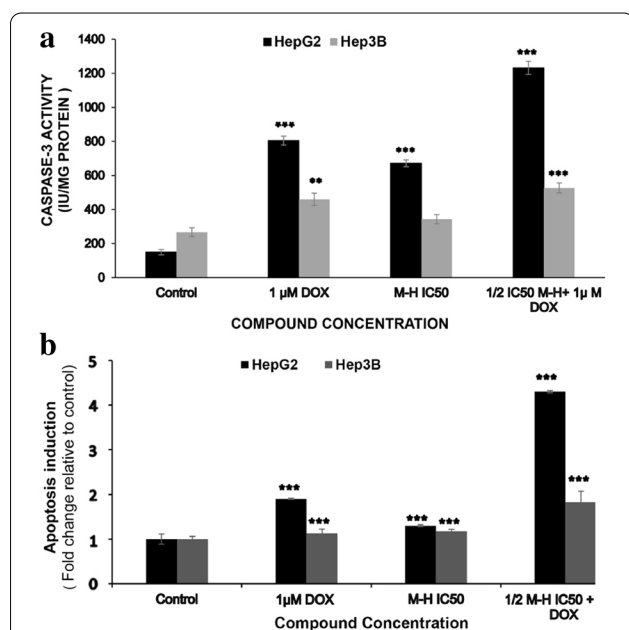 a
HepG2 Hep3B
CASPASE-3 ACTIVITY
(IU/MG PROTEIN )
1400
1200
1000
800
600
400
200
0
***
**
***
***
***
Control 1 µM DOX M-H IC50 1/2 IC50 M-H+ 1µ M
DOX
COMPOUND CONCENTRATION
b
HepG2 Hep3B
Apoptosis induction
( Fold change relative to control)
5
4
3
2
1
0
***
***
***
***
***
***
Control 1µM DOX M-H IC50 1/2 M-H IC50 +
DOX
Compound Concentration